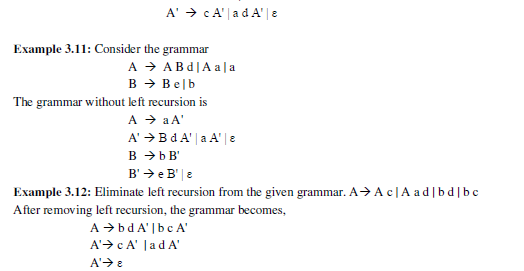 A' → c A' | a d A' | ε
Example 3.11: Consider the grammar
A → A B d | A a | a
B → B e | b
The grammar without left recursion is
A → a A'
A' → B d A' | a A' | ε
B → b B'
B' → e B' | ε
Example 3.12: Eliminate left recursion from the given grammar. A → A c | A a d | b d | b c
After removing left recursion, the grammar becomes,
A → b d A' | b c A'
A' → c A' | a d A'
A' → ε